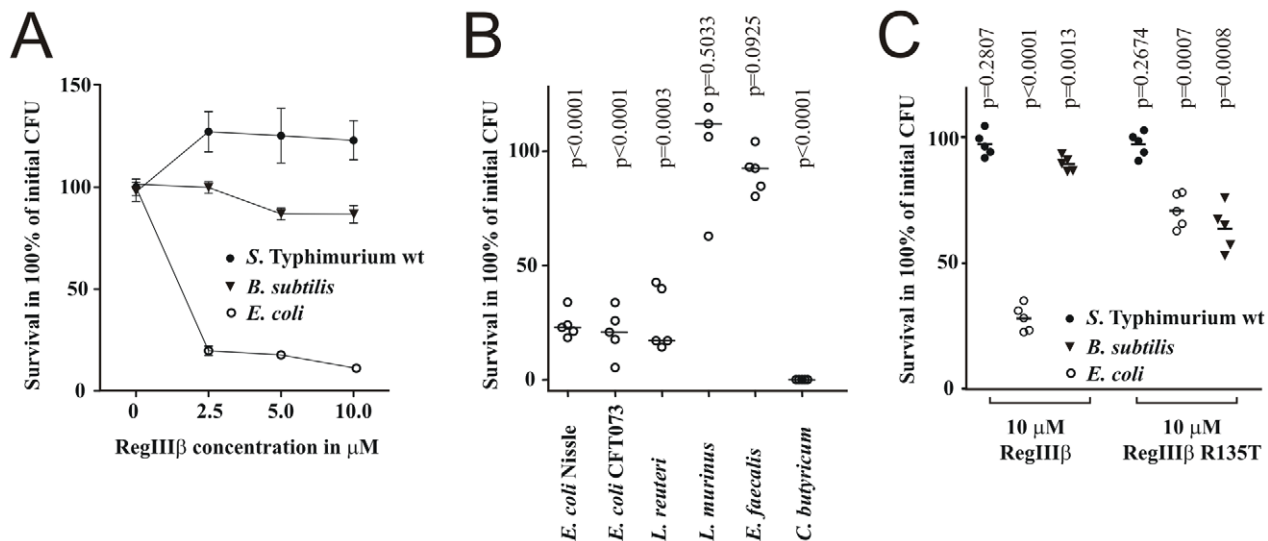 A
Survival in 100% of initial CFU
150
100
50
0
0 2.5 5.0 10.0
RegIIIβ concentration in μM
S. Typhimurium wt
B. subtilis
E. coli
B
Survival in 100% of initial CFU
100
50
0
p<0.0001
p<0.0001
p=0.0003
p=0.5033
p=0.0925
p<0.0001
E. coli Nissle
E. coli CFT073
L. reuteri
L. murinus
E. faecalis
C. butyricum
C
Survival in 100% of initial CFU
100
50
0
p=0.2807
p<0.0001
p=0.0013
p=0.2674
p=0.0007
p=0.0008
S. Typhimurium wt
B. subtilis
E. coli
10 μM
RegIIIβ
10 μM
RegIIIβ R135T